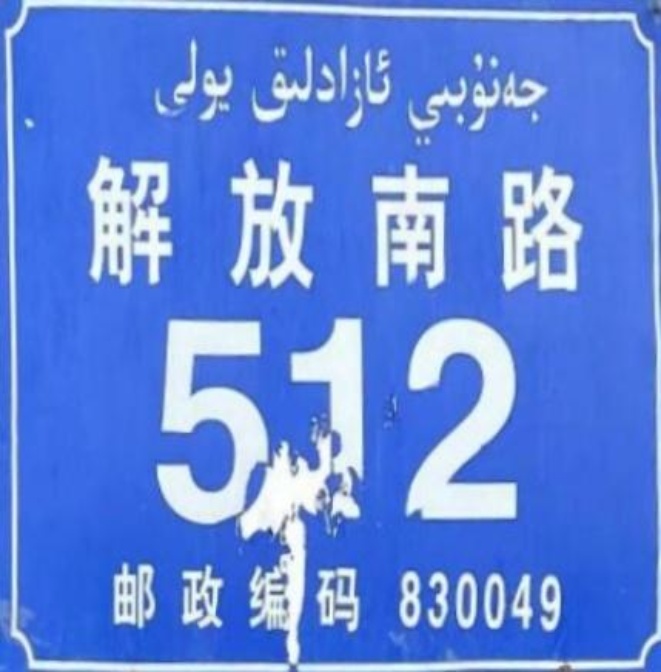 جەنۇبىي ئازادلىق يولى
解放南路
512
邮政编码 830049